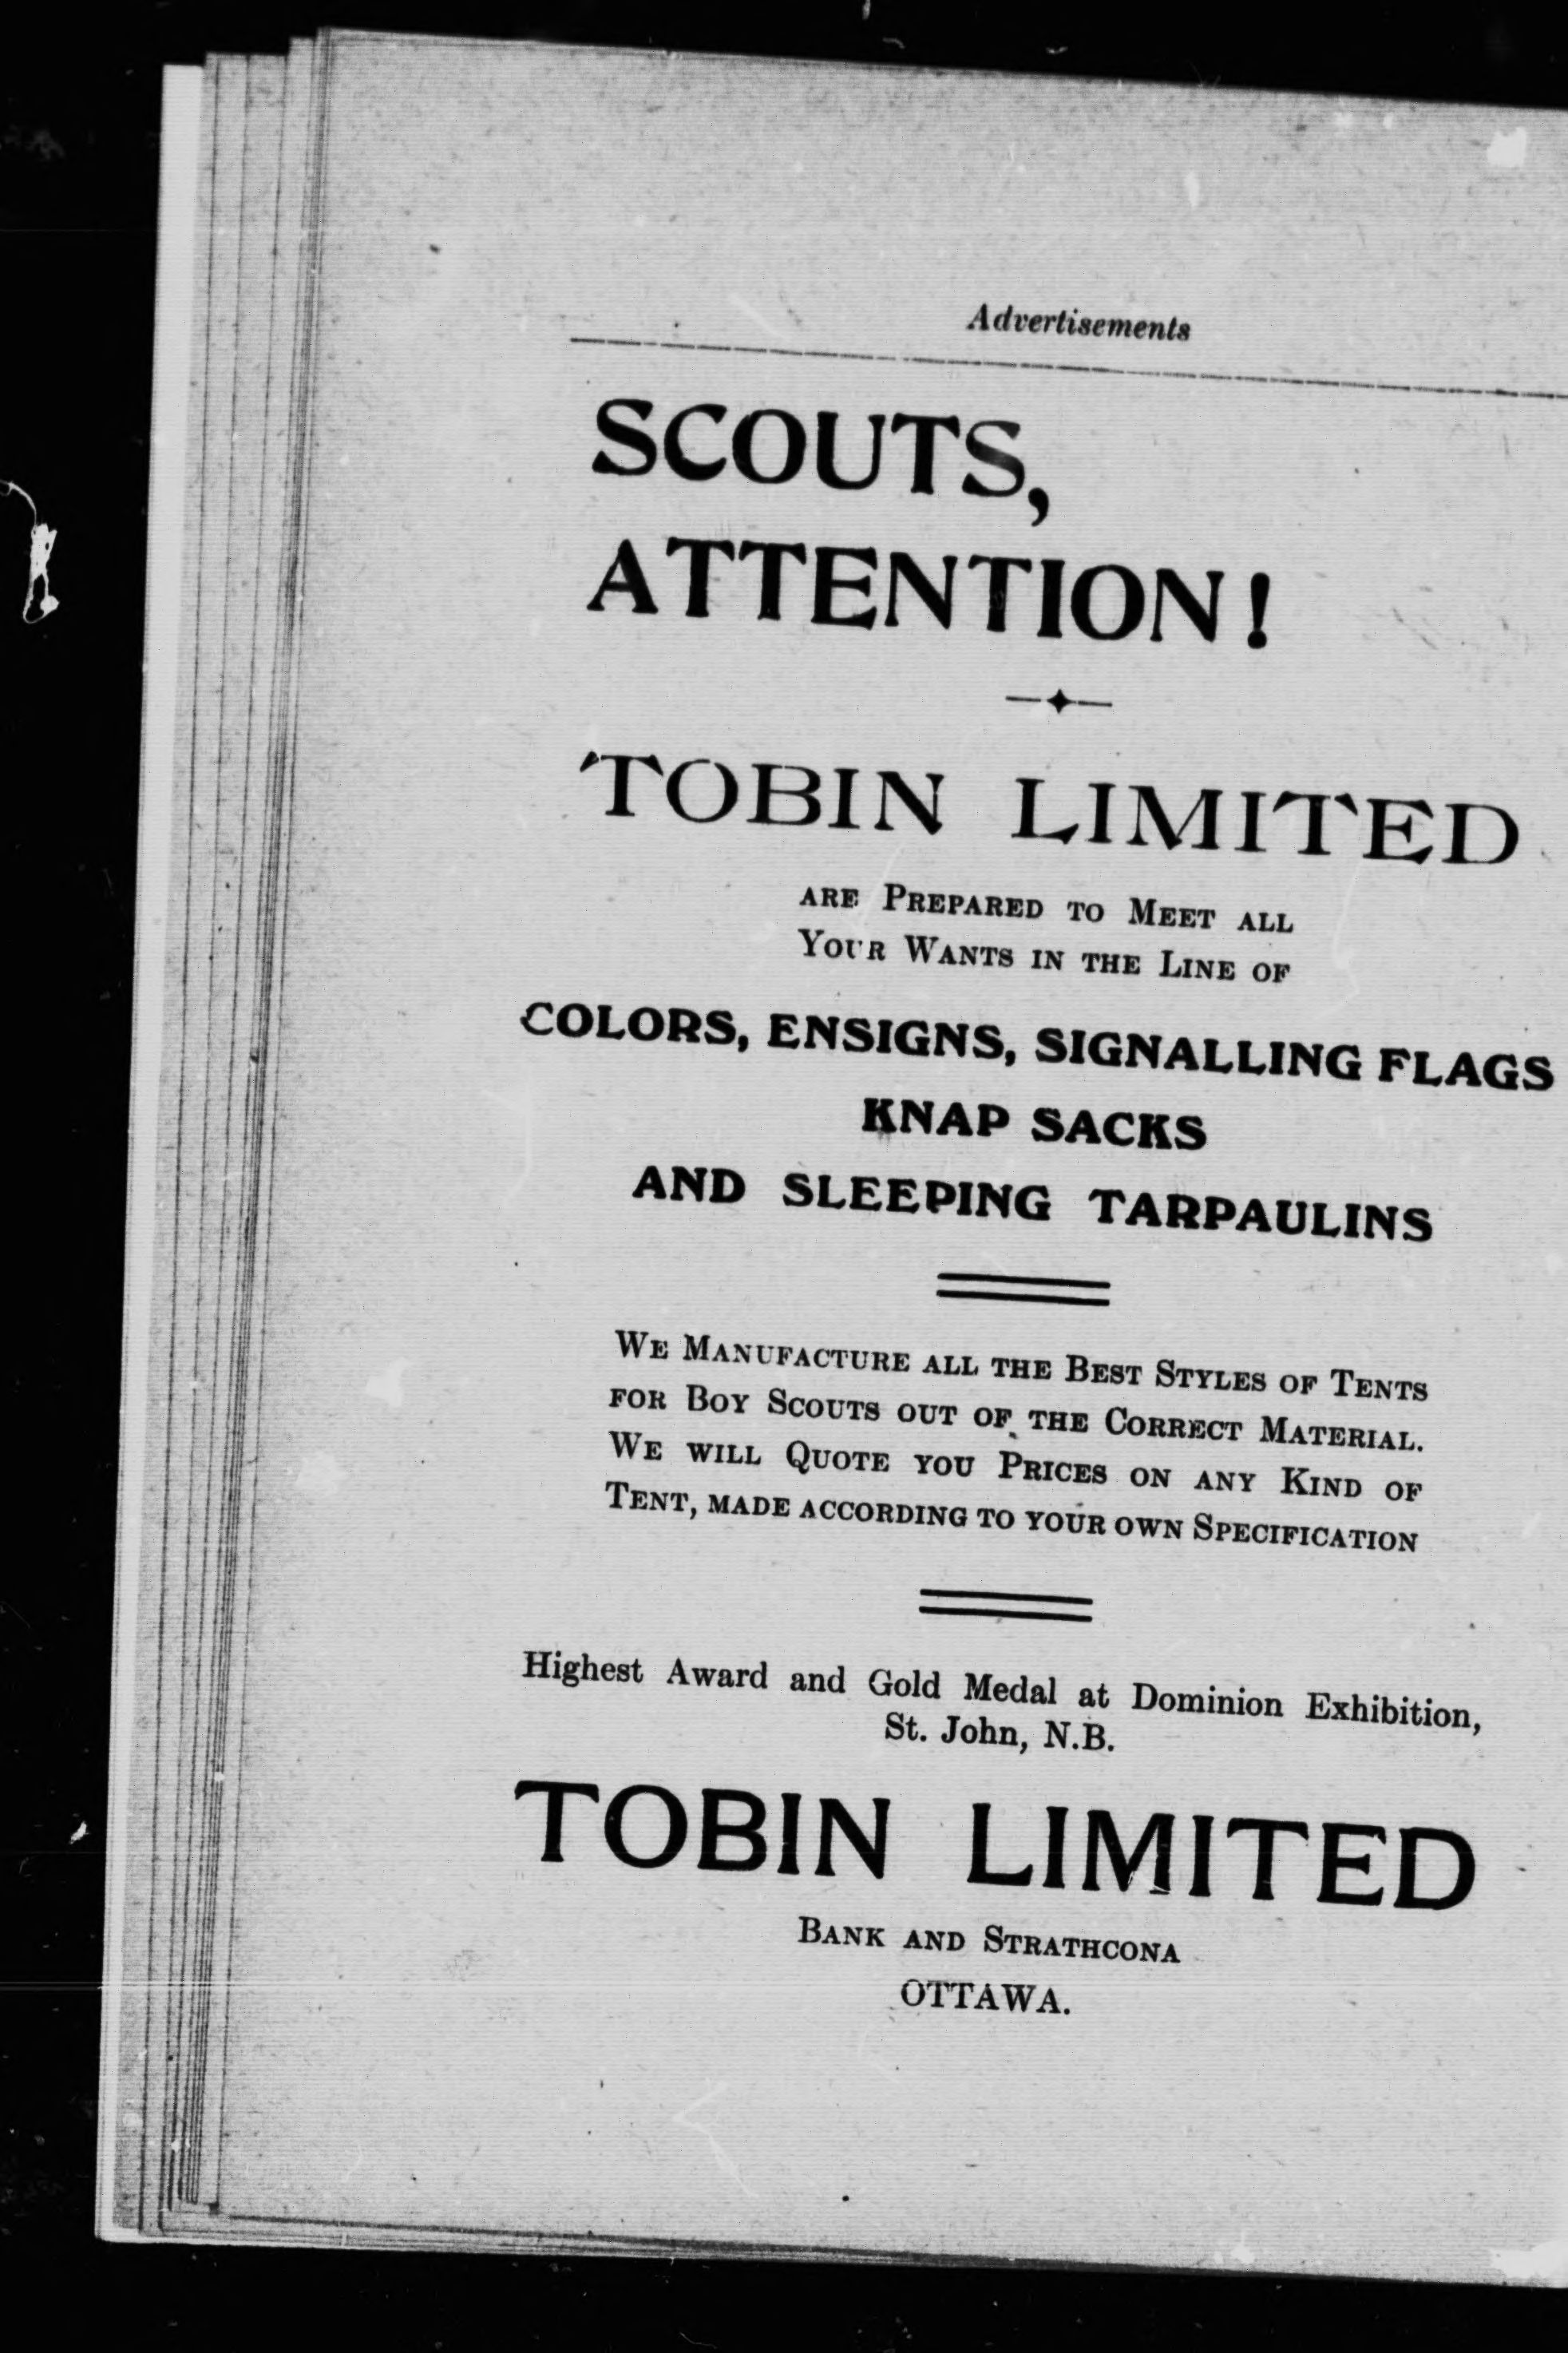 Advertisements
SCOUTS,
ATTENTION!
TOBIN LIMITED
ARE PREPARED TO MEET ALL
YOUR WANTS IN THE LINE OF
COLORS, ENSIGNS, SIGNALLING FLAGS
KNAP SACKS
AND SLEEPING TARPAULINS
WE MANUFACTURE ALL THE BEST STYLES OF TENTS
FOR BOY SCOUTS OUT OF THE CORRECT MATERIAL.
WE WILL QUOTE YOU PRICES ON ANY KIND OF
TENT, MADE ACCORDING TO YOUR OWN SPECIFICATION
Highest Award and Gold Medal at Dominion Exhibition,
St. John, N.B.
TOBIN LIMITED
BANK AND STRATHCONA
OTTAWA.